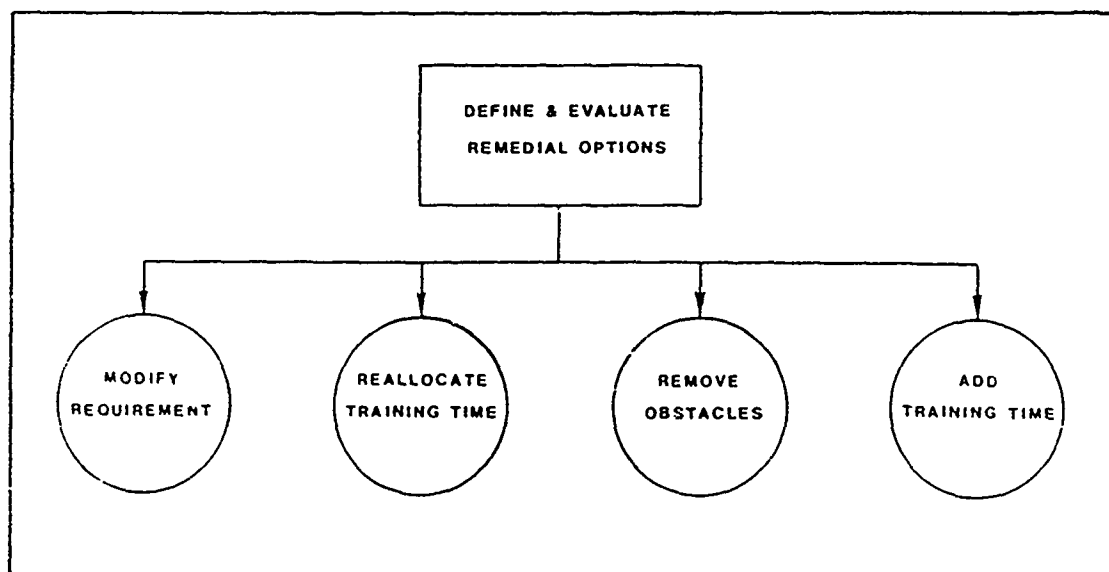 DEFINE & EVALUATE
REMEDIAL OPTIONS
MODIFY
REQUIREMENT
REALLOCATE
TRAINING TIME
REMOVE
OBSTACLES
ADD
TRAINING TIME